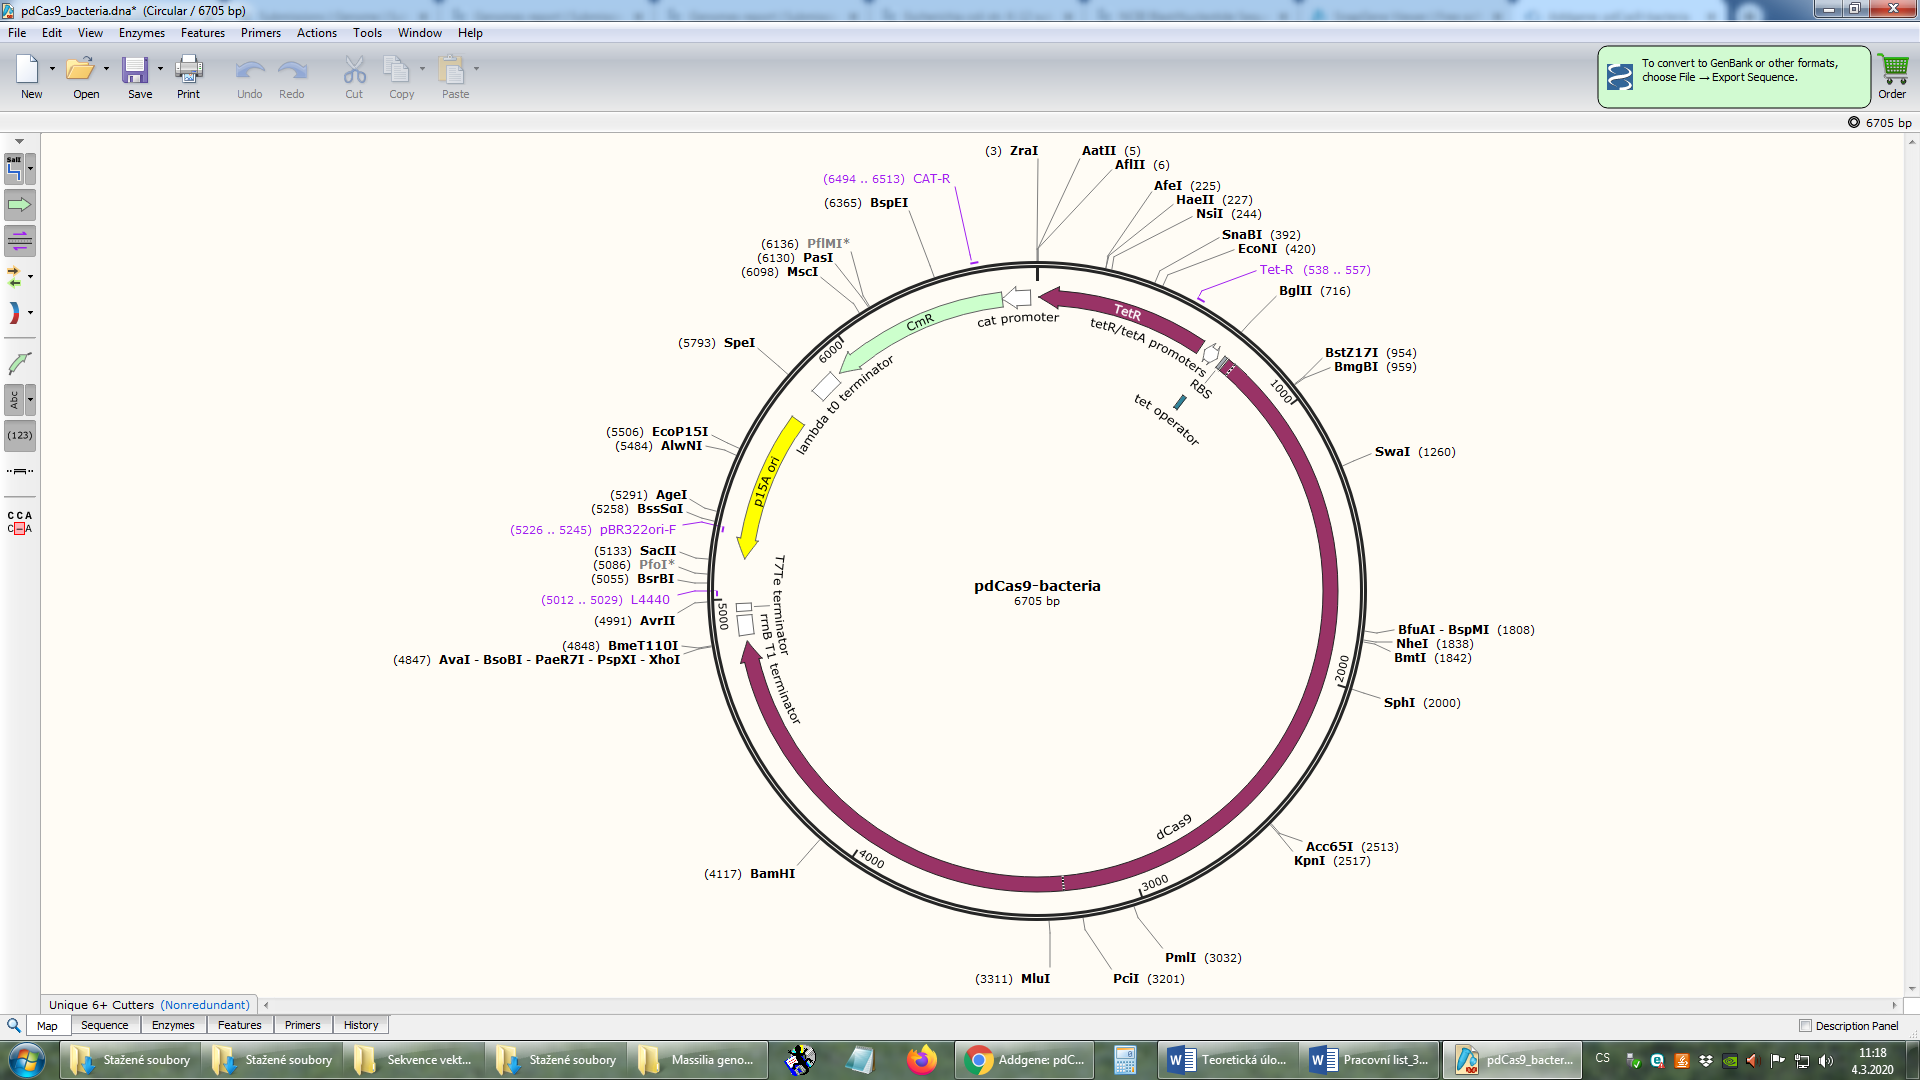 pdCas9_bacteria.dna*  (Circular / 6705 bp)
File Edit View Enzymes Features Primers Actions Tools Window Help
New Open Save Print Undo Redo Cut Copy Paste
To convert to GenBank or other formats,
choose File → Export Sequence.
Order
6705 bp
SalI
Abc
(123)
C C A
C – A
(3) ZraI
AatII (5)
AflII (6)
(6494 .. 6513) CAT-R
AfeI (225)
(6365) BspEI
HaeII (227)
NsiI (244)
SnaBI (392)
(6136) PflMI*
EcoNI (420)
(6130) PasI
(6098) MscI
Tet-R (538 .. 557)
BglII (716)
TetR
CmR
cat promoter
tetR/tetA promoters
(5793) SpeI
6000
BstZ17I (954)
BmgBI (959)
lambda t0 terminator
RBS
1000
tet operator
(5506) EcoP15I
(5484) AlwNI
SwaI (1260)
p15A ori
(5291) AgeI
(5258) BssSαI
(5226 .. 5245) pBR322ori-F
(5133) SacII
(5086) PfoI*
(5055) BsrBI
pdCas9-bacteria
6705 bp
(5012 .. 5029) L4440
5000
T7Te terminator
rrnB T1 terminator
(4991) AvrII
BfuAI - BspMI (1808)
NheI (1838)
(4848) BmeT110I
BmtI (1842)
(4847) AvaI - BsoBI - PaeR7I - PspXI - XhoI
2000
SphI (2000)
dCas9
Acc65I (2513)
KpnI (2517)
4000
(4117) BamHI
3000
PmlI (3032)
(3311) MluI
PciI (3201)
Unique 6+ Cutters (Nonredundant)
Map Sequence Enzymes Features Primers History
Description Panel
Stažené soubory
Stažené soubory
Sekvence vekt...
Stažené soubory
Massilia geno...
Addgene: pdC...
Teoretická úlo...
Pracovní list_3...
pdCas9_bacter...
CS
11:18
4.3.2020